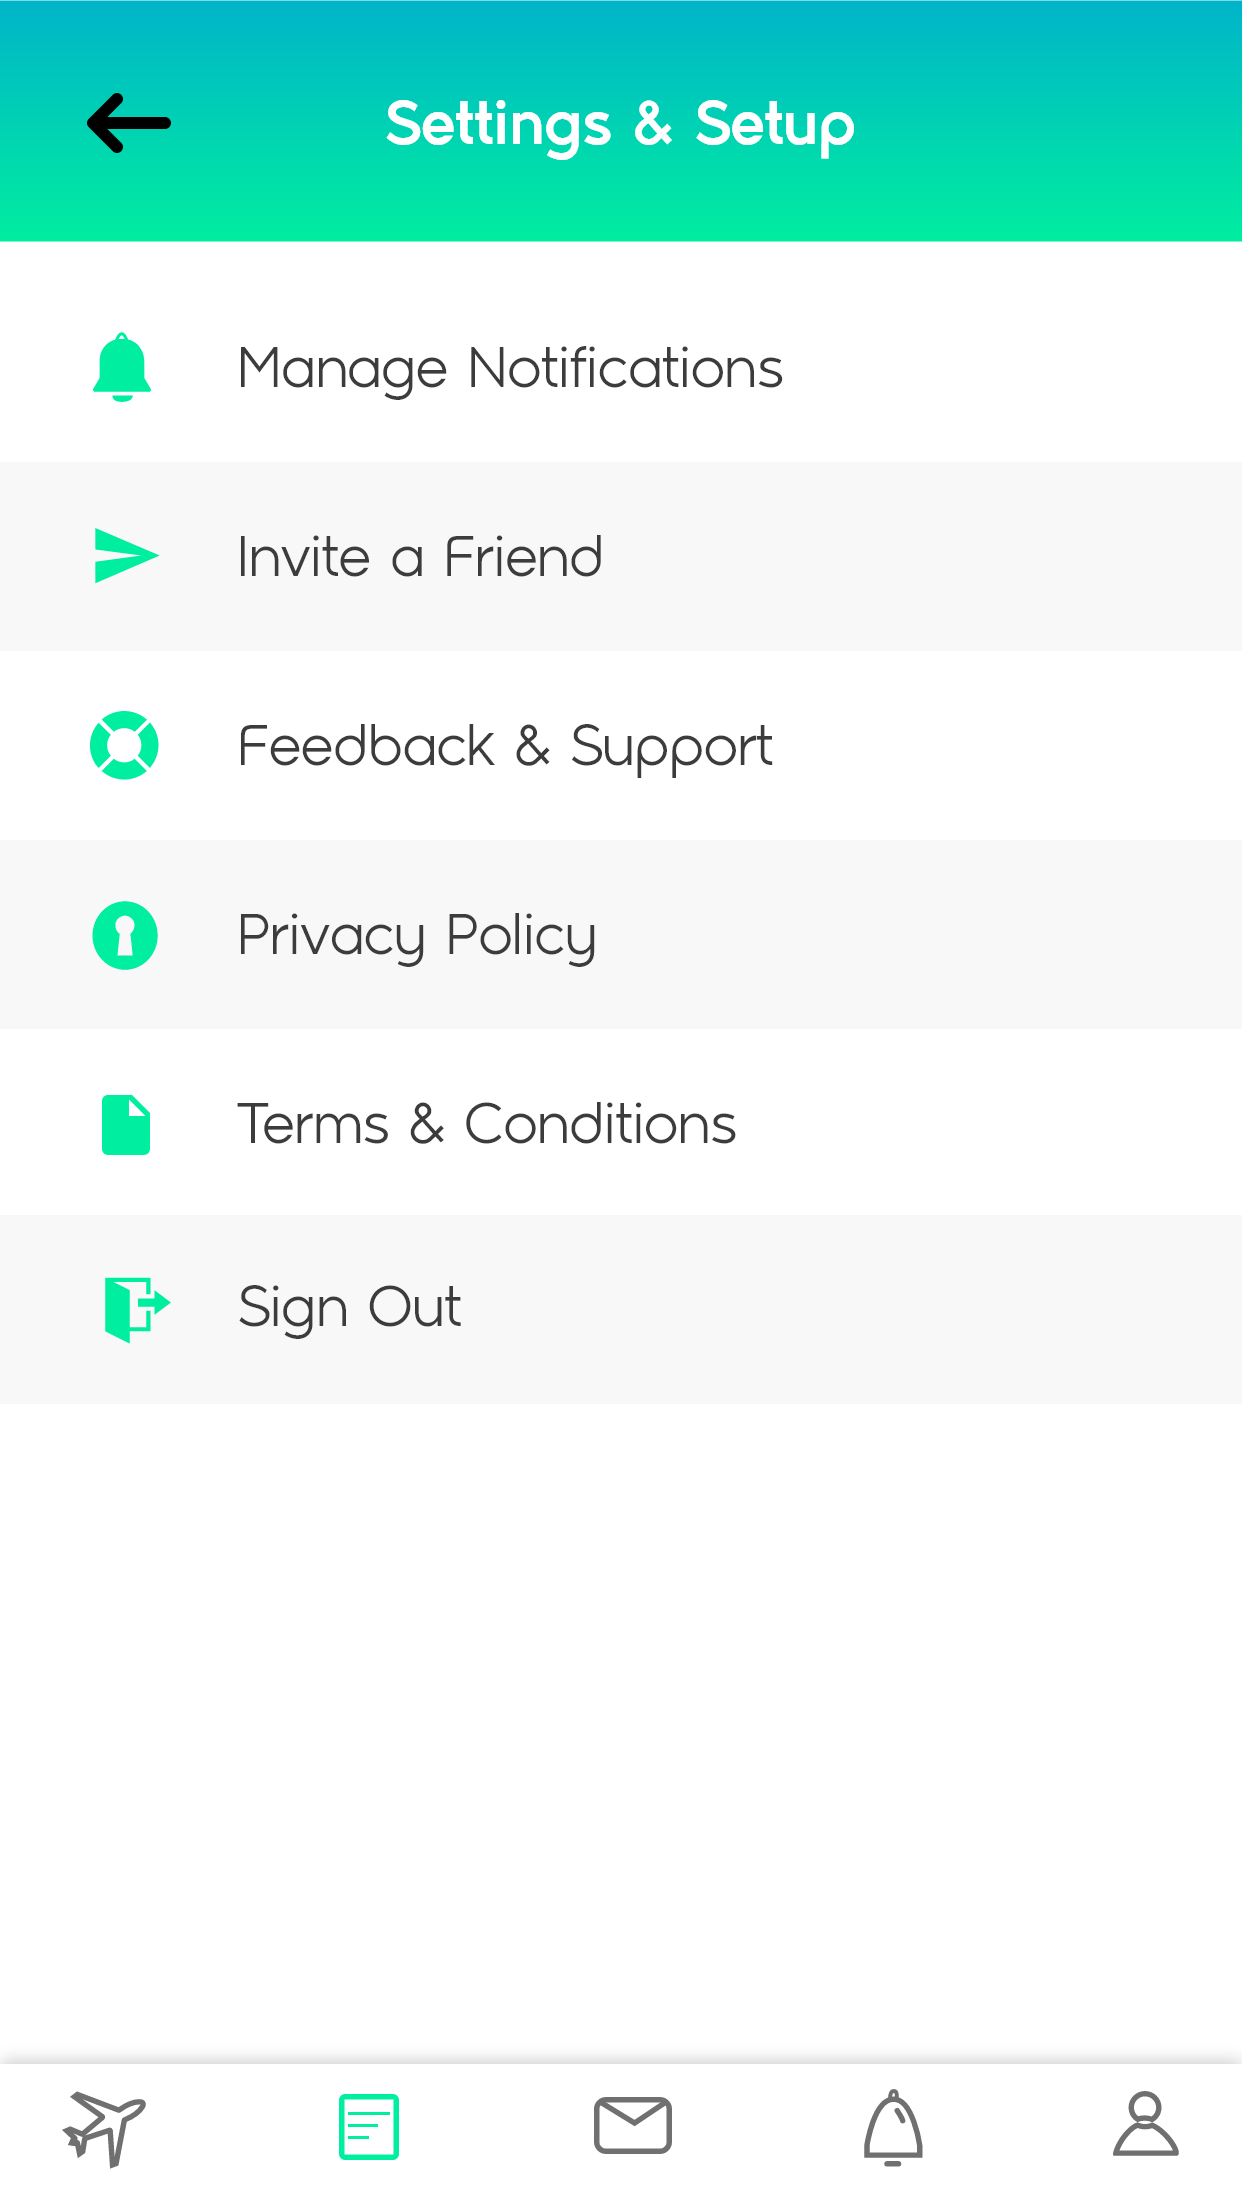 Settings & Setup
Manage Notifications
Invite a Friend
Feedback & Support
Privacy Policy
Terms & Conditions
Sign Out